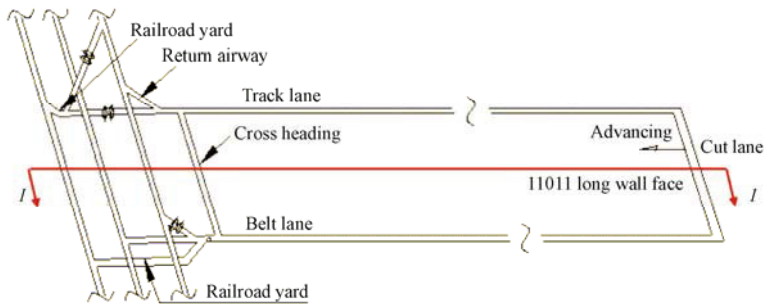 Railroad yard
Return airway
Track lane
Cross heading
Advancing
Cut lane
I
11011 long wall face
I
Belt lane
Railroad yard